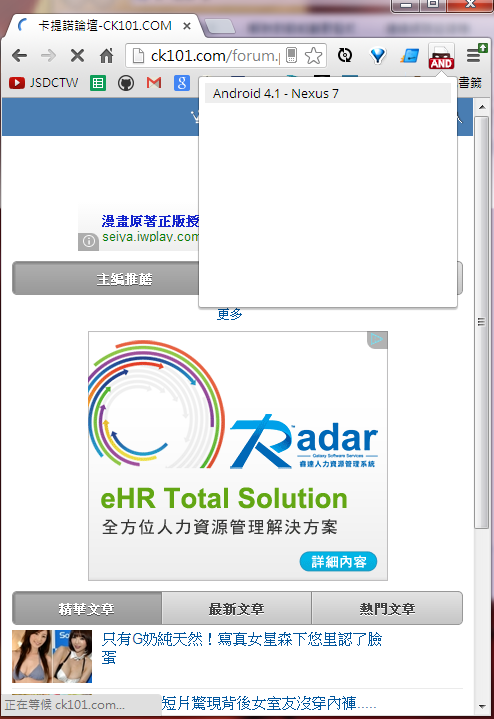 卡提諾論壇-CK101.COM
ck101.com/forum.p
AND
JSDCTW
書籤
Android 4.1 - Nexus 7
漫畫原著正版授
seiya.iwplay.com
主編推薦
更多
Radar
Galaxy Software Services
睿達人力資源管理系統
eHR Total Solution
全方位人力資源管理解決方案
詳細內容
精華文章
最新文章
熱門文章
只有G奶純天然！寫真女星森下悠里認了臉
蛋
短片驚現背後女室友沒穿內褲.....
正在等候 ck101.com...